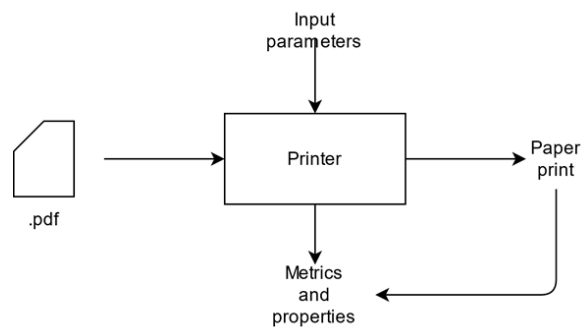 Input
parameters
Printer
Paper
print
.pdf
Metrics
and
properties